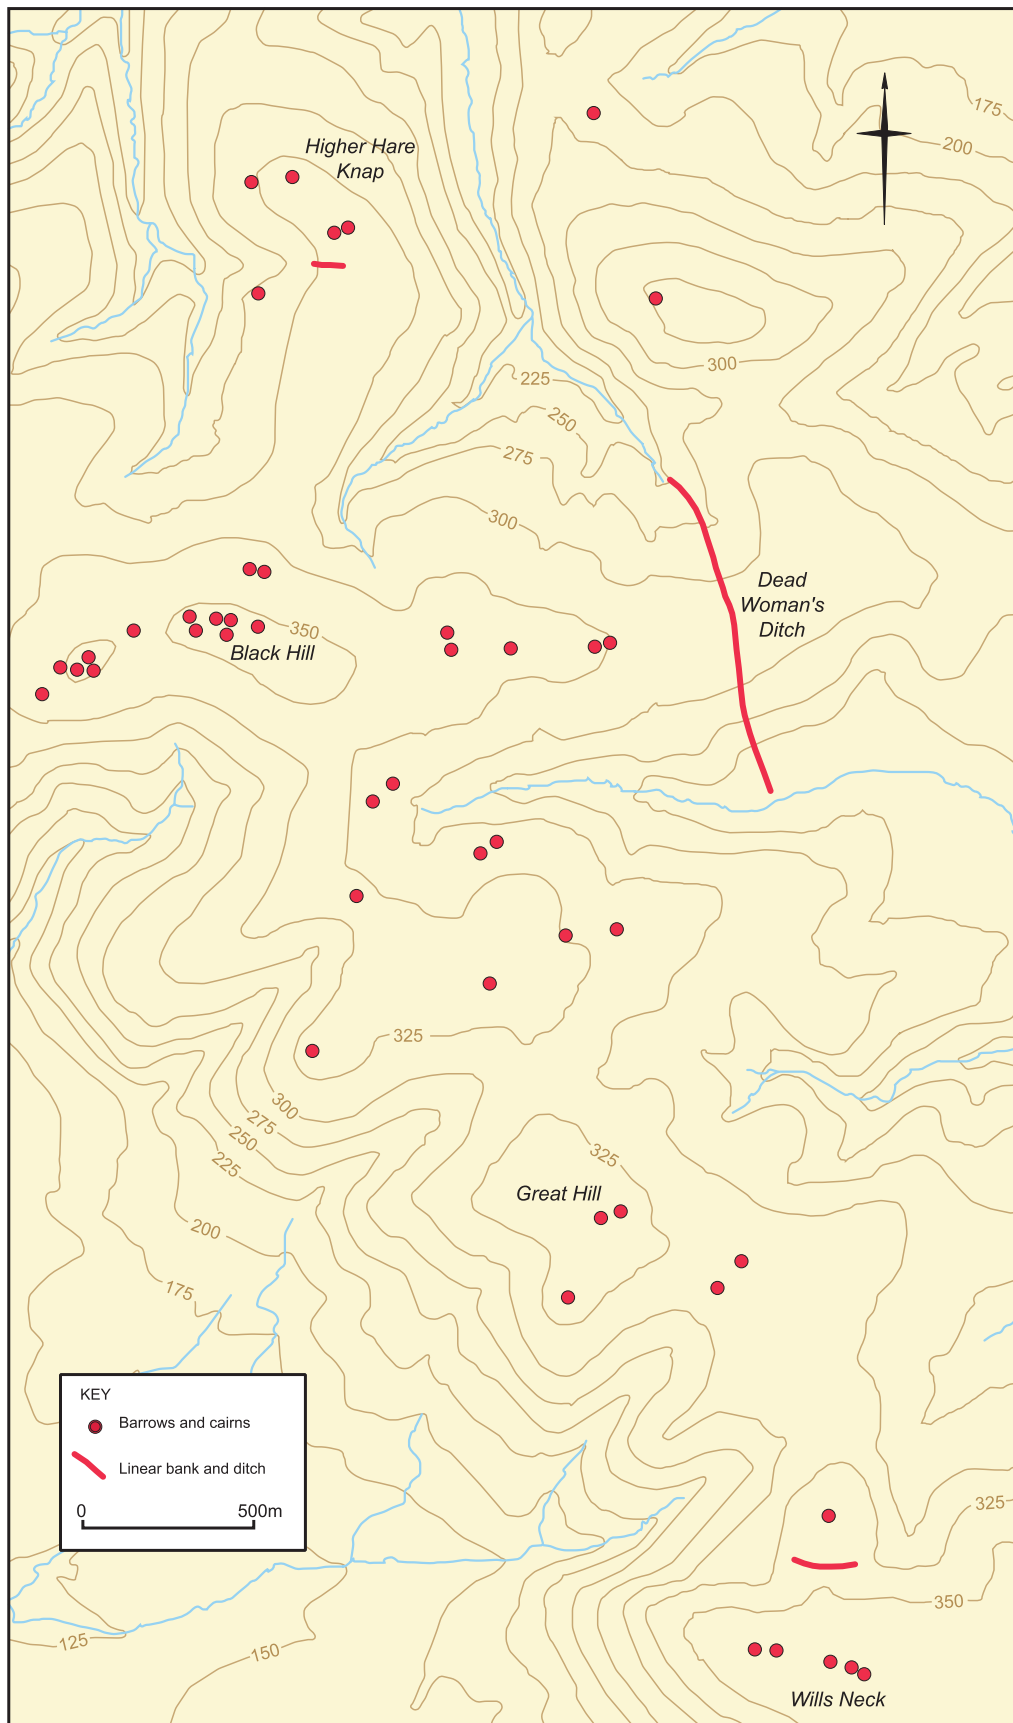 175
200
Higher Hare
Knap
300
225
250
275
300
Dead
Woman's
Ditch
350
Black Hill
325
300
275
250
225
325
Great Hill
200
175
KEY
Barrows and cairns
Linear bank and ditch
0 500m
325
350
125
150
Wills Neck